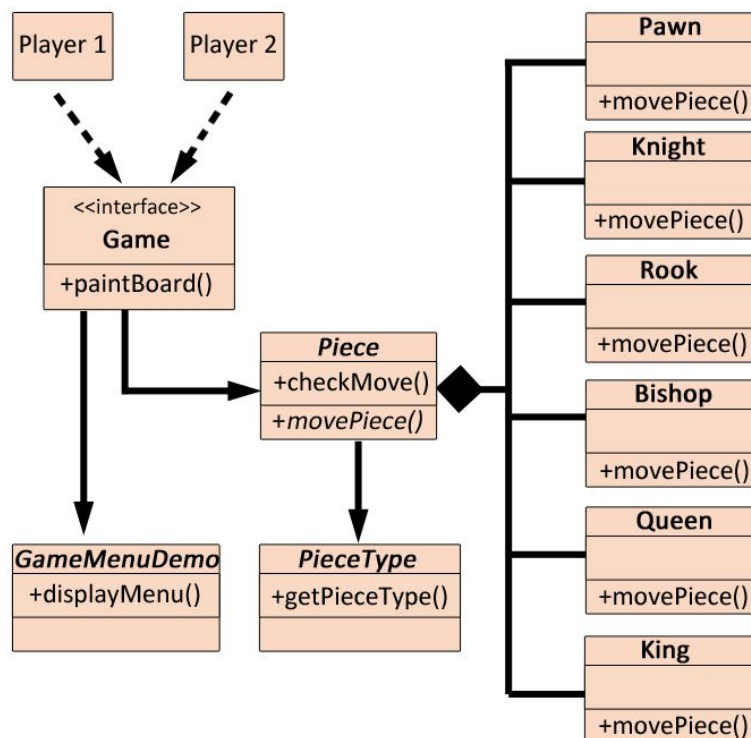 Player 1
Player 2
<<interface>>
Game
+paintBoard()
Piece
+checkMove()
+movePiece()
GameMenuDemo
+displayMenu()
PieceType
+getPieceType()
Pawn
+movePiece()
Knight
+movePiece()
Rook
+movePiece()
Bishop
+movePiece()
Queen
+movePiece()
King
+movePiece()